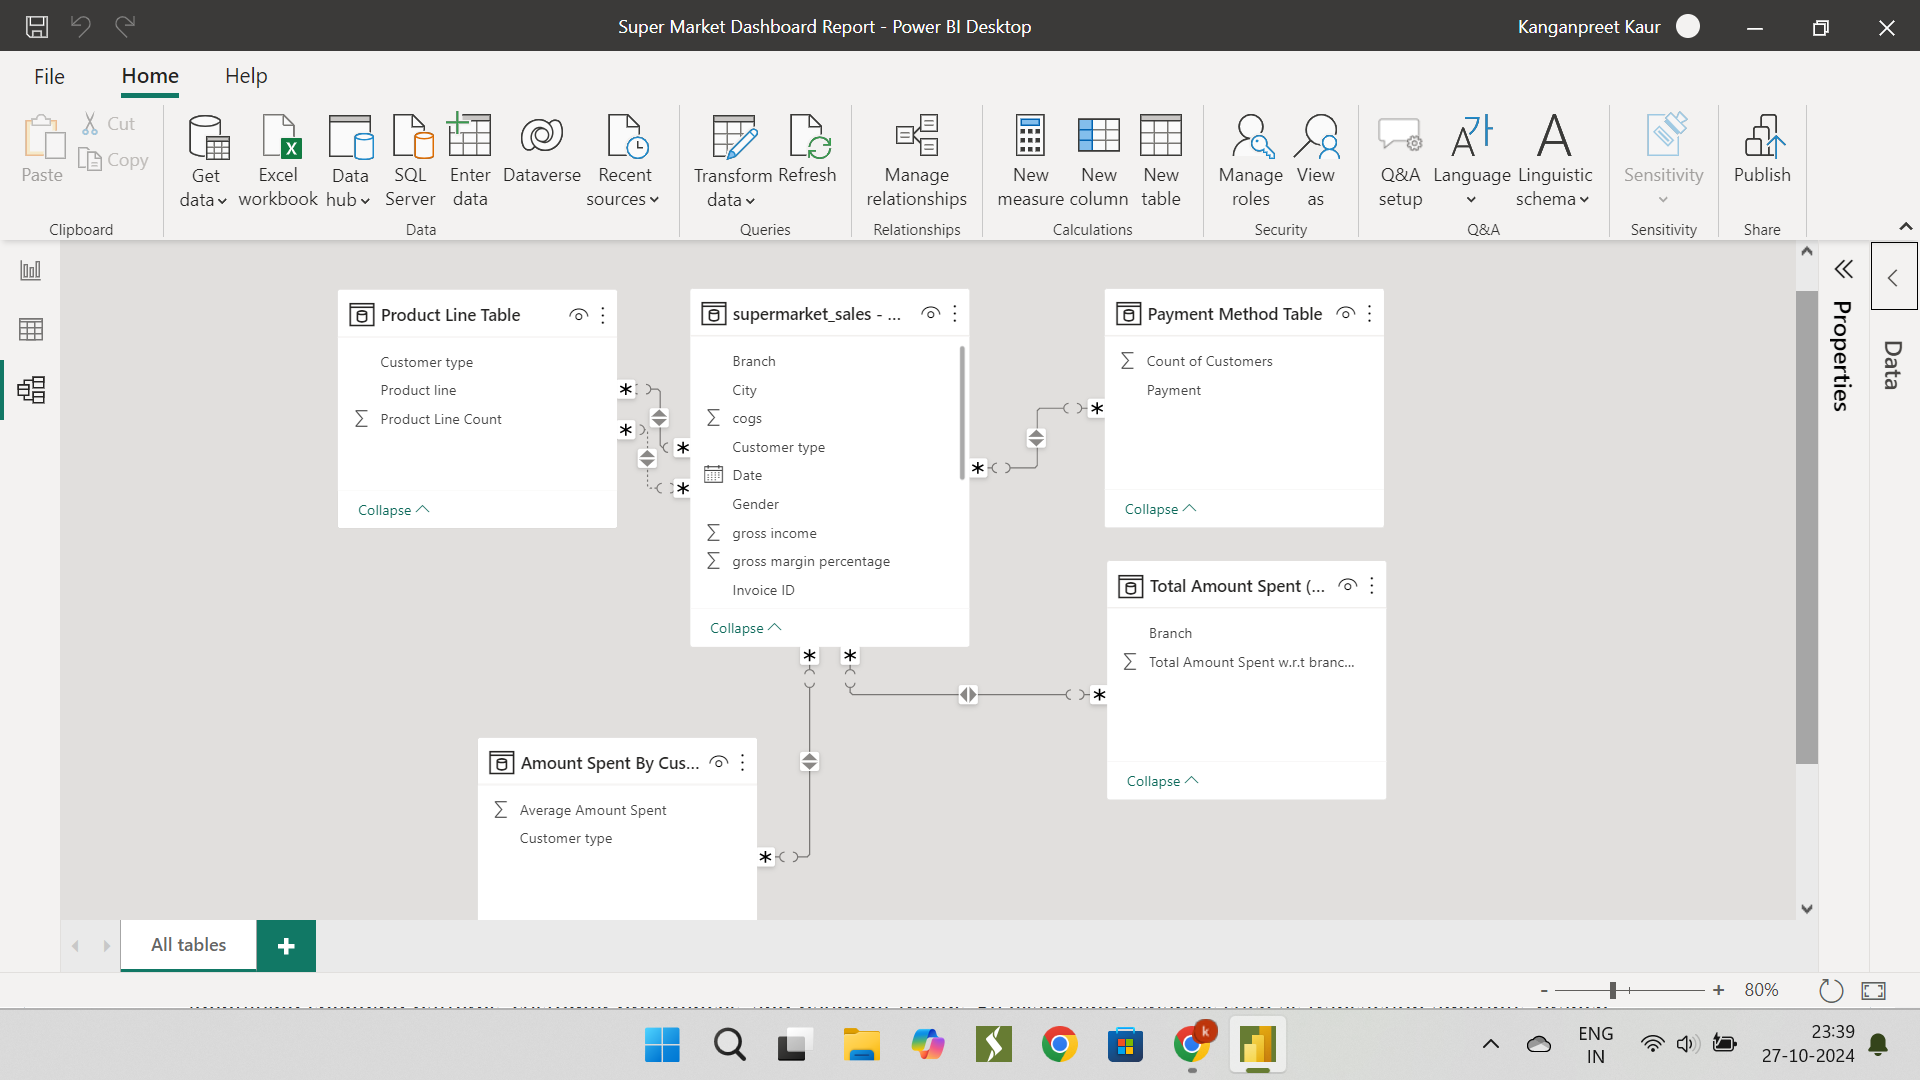 Super Market Dashboard Report - Power BI Desktop
Kanganpreet Kaur
File Home Help
Paste
Cut
Copy
Clipboard
Get data
Excel workbook
Data hub
SQL Server
Enter data
Dataverse
Recent sources
Data
Transform data
Refresh
Queries
Manage relationships
Relationships
New measure
New column
New table
Calculations
Manage roles
View as
Security
Q&A setup
Language
Linguistic schema
Q&A
Sensitivity
Sensitivity
Publish
Share
Product Line Table
Customer type
Product line
Product Line Count
Collapse
supermarket_sales - ...
Branch
City
cogs
Customer type
Date
Gender
gross income
gross margin percentage
Invoice ID
Collapse
Payment Method Table
Count of Customers
Payment
Collapse
Total Amount Spent (...
Branch
Total Amount Spent w.r.t branc...
Collapse
Amount Spent By Cus...
Average Amount Spent
Customer type
Properties
Data
All tables
+
- + 80%
k
ENG
IN
23:39
27-10-2024